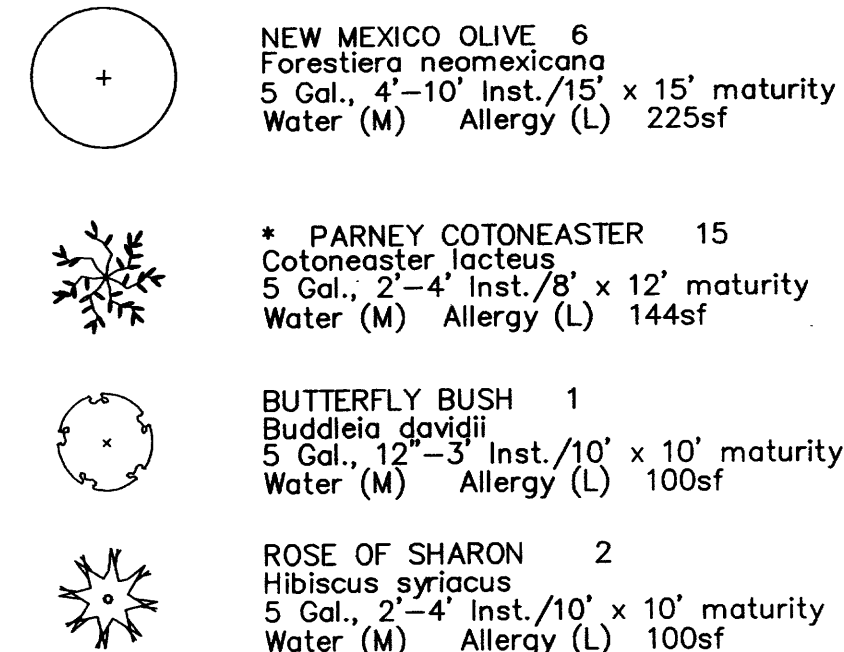 NEW MEXICO OLIVE 6
Forestiera neomexicana
5 Gal., 4'-10' Inst./15' x 15' maturity
Water (M) Allergy (L) 225sf
* PARNEY COTONEASTER 15
Cotoneaster lacteus
5 Gal., 2'-4' Inst./8' x 12' maturity
Water (M) Allergy (L) 144sf
BUTTERFLY BUSH 1
Buddleia davidii
5 Gal., 12"-3' Inst./10' x 10' maturity
Water (M) Allergy (L) 100sf
ROSE OF SHARON 2
Hibiscus syriacus
5 Gal., 2'-4' Inst./10' x 10' maturity
Water (M) Allergy (L) 100sf